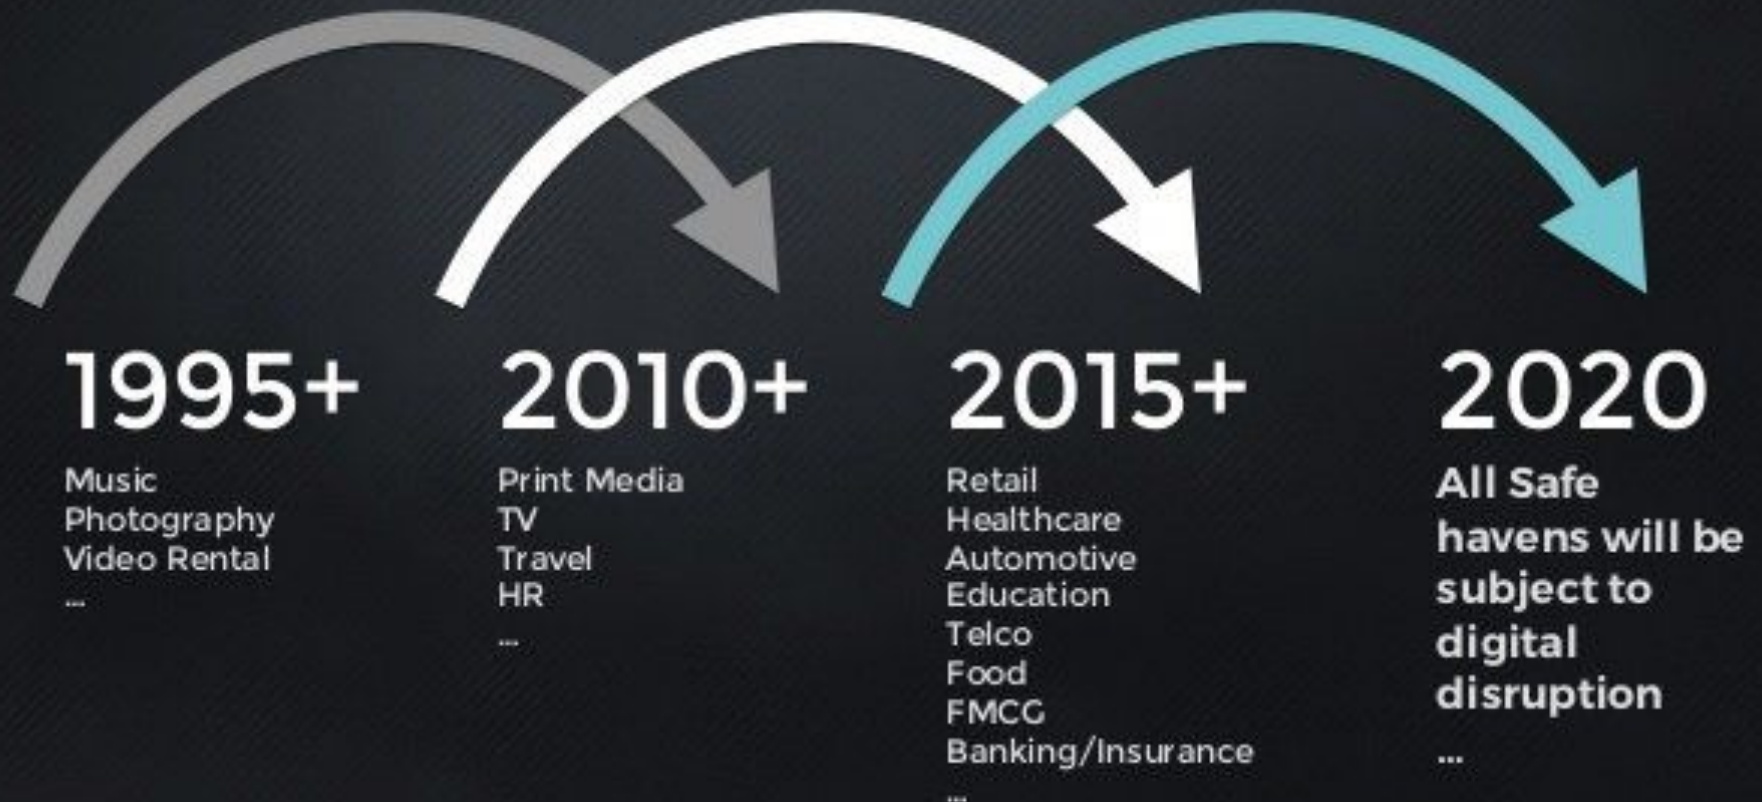 1995+
Music
Photography
Video Rental
...
2010+
Print Media
TV
Travel
HR
...
2015+
Retail
Healthcare
Automotive
Education
Telco
Food
FMCG
Banking/Insurance
...
2020
All Safe
havens will be
subject to
digital
disruption
...